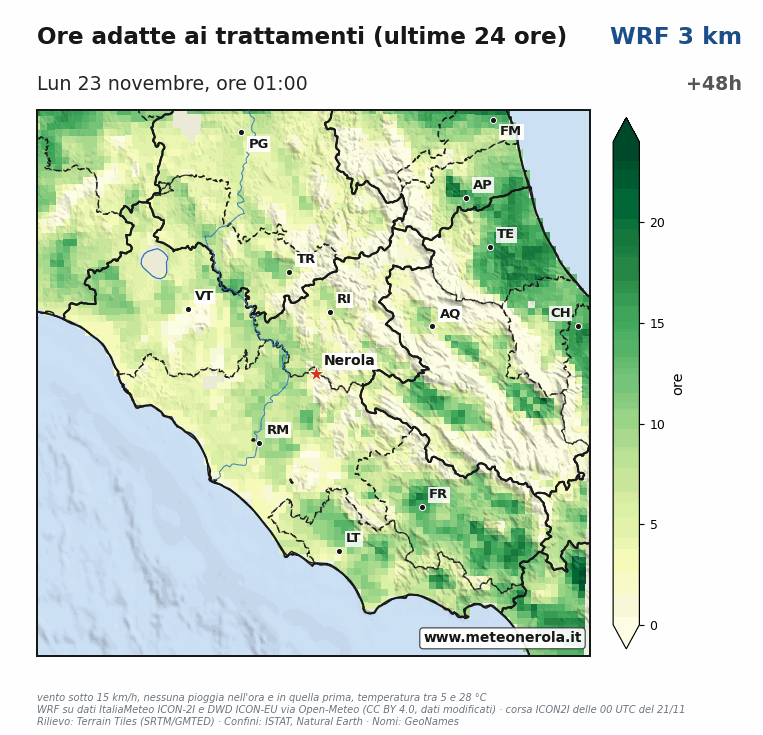 Ore adatte ai trattamenti (ultime 24 ore) WRF 3 km
Lun 23 novembre, ore 01:00 +48h
FM
PG
AP
TE
TR
VT
RI
AQ
CH
Nerola
RM
FR
LT
www.meteonerola.it
20
15
10
5
0
ore
vento sotto 15 km/h, nessuna pioggia nell'ora e in quella prima, temperatura tra 5 e 28 °C
WRF su dati ItaliaMeteo ICON-2I e DWD ICON-EU via Open-Meteo (CC BY 4.0, dati modificati) · corsa ICON2I delle 00 UTC del 21/11
Rilievo: Terrain Tiles (SRTM/GMTED) · Confini: ISTAT, Natural Earth · Nomi: GeoNames